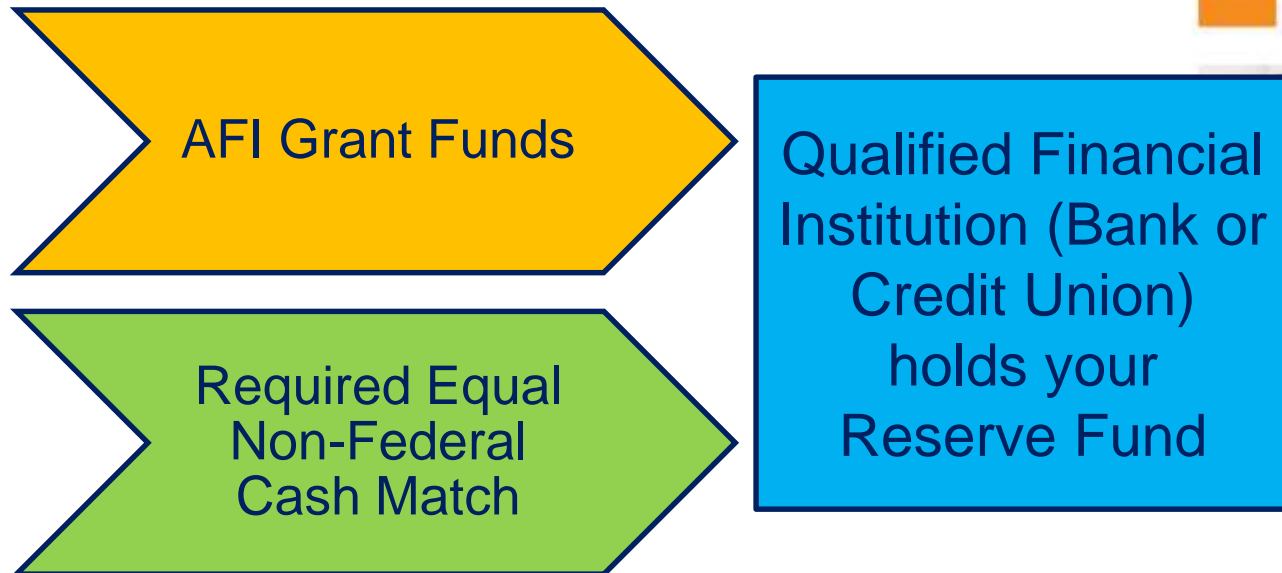 AFI Grant Funds
Required Equal
Non-Federal
Cash Match
Qualified Financial
Institution (Bank or
Credit Union)
holds your
Reserve Fund